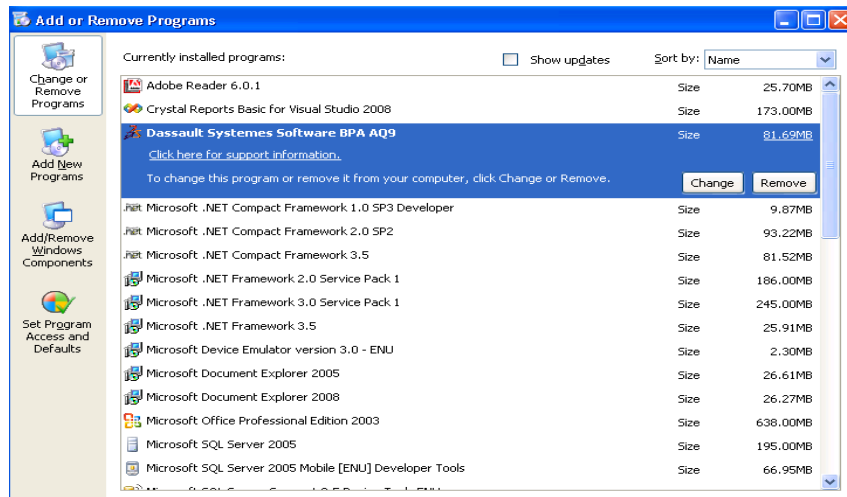 Add or Remove Programs
Change or
Remove
Programs
Add New
Programs
Add/Remove
Windows
Components
Set Program
Access and
Defaults
Currently installed programs:
Show updates
Sort by: Name
Adobe Reader 6.0.1 Size 25.70MB
Crystal Reports Basic for Visual Studio 2008 Size 173.00MB
Dassault Systemes Software BPA AQ9 Size 81.69MB
Click here for support information.
To change this program or remove it from your computer, click Change or Remove. Change Remove
.NET Microsoft .NET Compact Framework 1.0 SP3 Developer Size 9.87MB
.NET Microsoft .NET Compact Framework 2.0 SP2 Size 93.22MB
.NET Microsoft .NET Compact Framework 3.5 Size 81.52MB
Microsoft .NET Framework 2.0 Service Pack 1 Size 186.00MB
Microsoft .NET Framework 3.0 Service Pack 1 Size 245.00MB
Microsoft .NET Framework 3.5 Size 25.91MB
Microsoft Device Emulator version 3.0 - ENU Size 2.30MB
Microsoft Document Explorer 2005 Size 26.61MB
Microsoft Document Explorer 2008 Size 26.27MB
Microsoft Office Professional Edition 2003 Size 638.00MB
Microsoft SQL Server 2005 Size 195.00MB
Microsoft SQL Server 2005 Mobile [ENU] Developer Tools Size 66.95MB